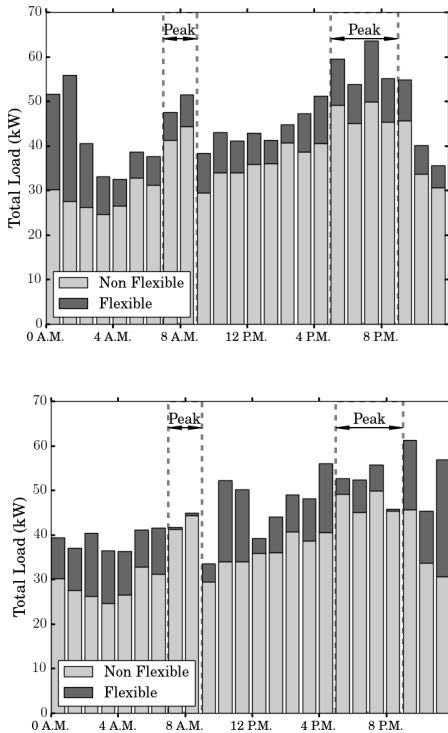 70
Peak
Peak
60
50
40
30
20
10
0
Total Load (kW)
Non Flexible
Flexible
0 A.M.
4 A.M.
8 A.M.
12 P.M.
4 P.M.
8 P.M.
70
Peak
Peak
60
50
40
30
20
10
0
Total Load (kW)
Non Flexible
Flexible
0 A.M.
4 A.M.
8 A.M.
12 P.M.
4 P.M.
8 P.M.